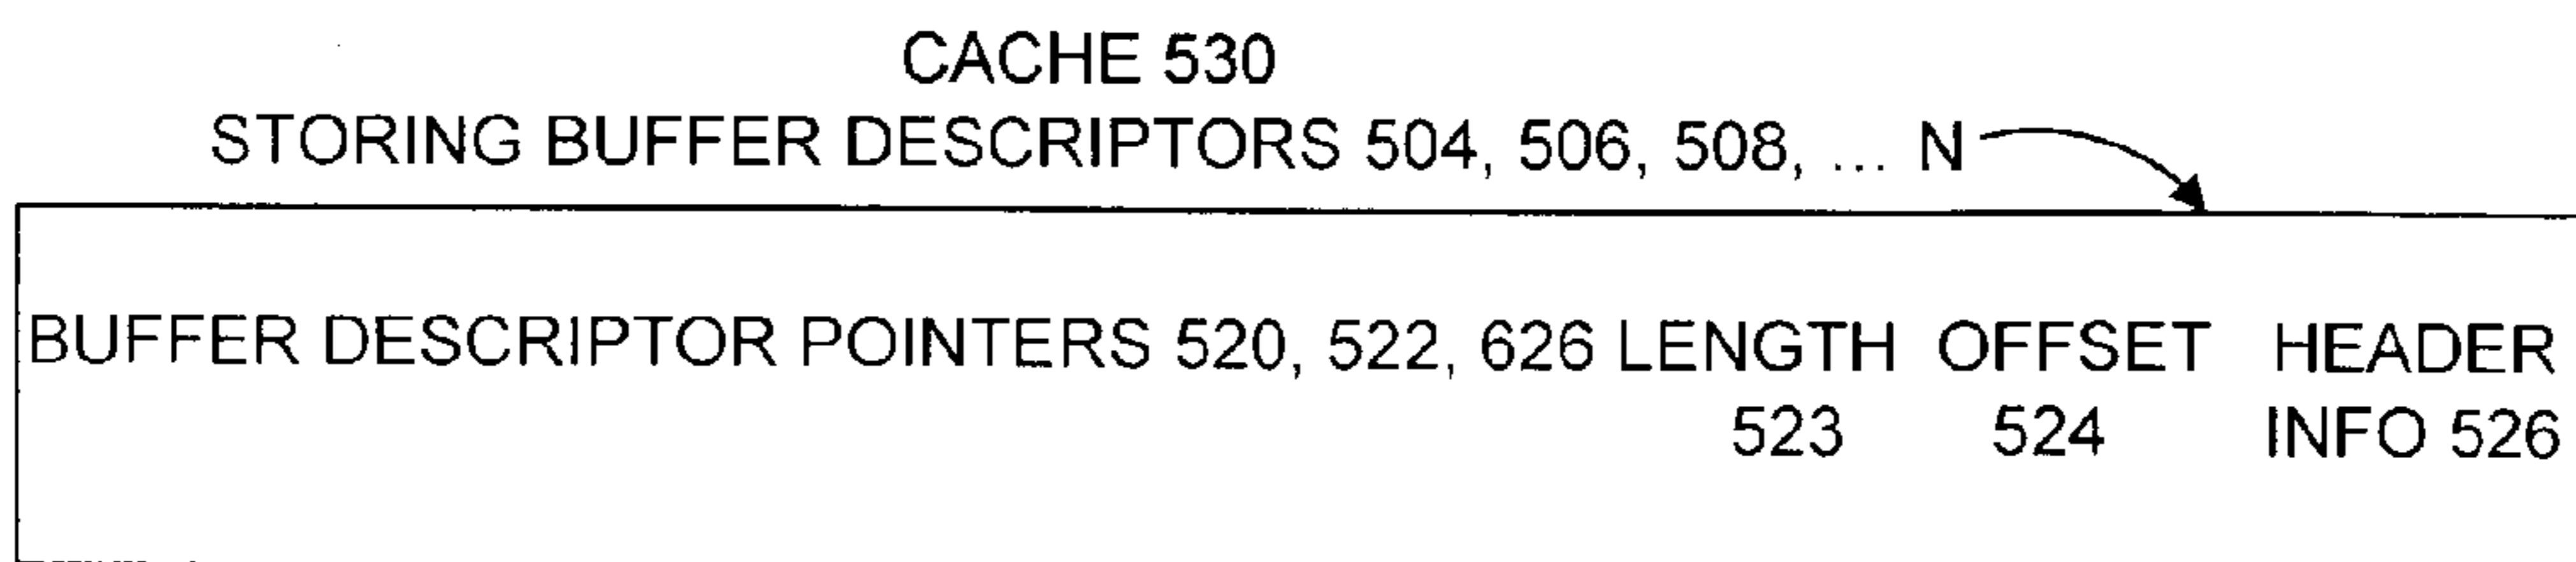 CACHE 530
STORING BUFFER DESCRIPTORS 504, 506, 508, ... N
BUFFER DESCRIPTOR POINTERS 520, 522, 626 LENGTH OFFSET HEADER
523 524 INFO 526